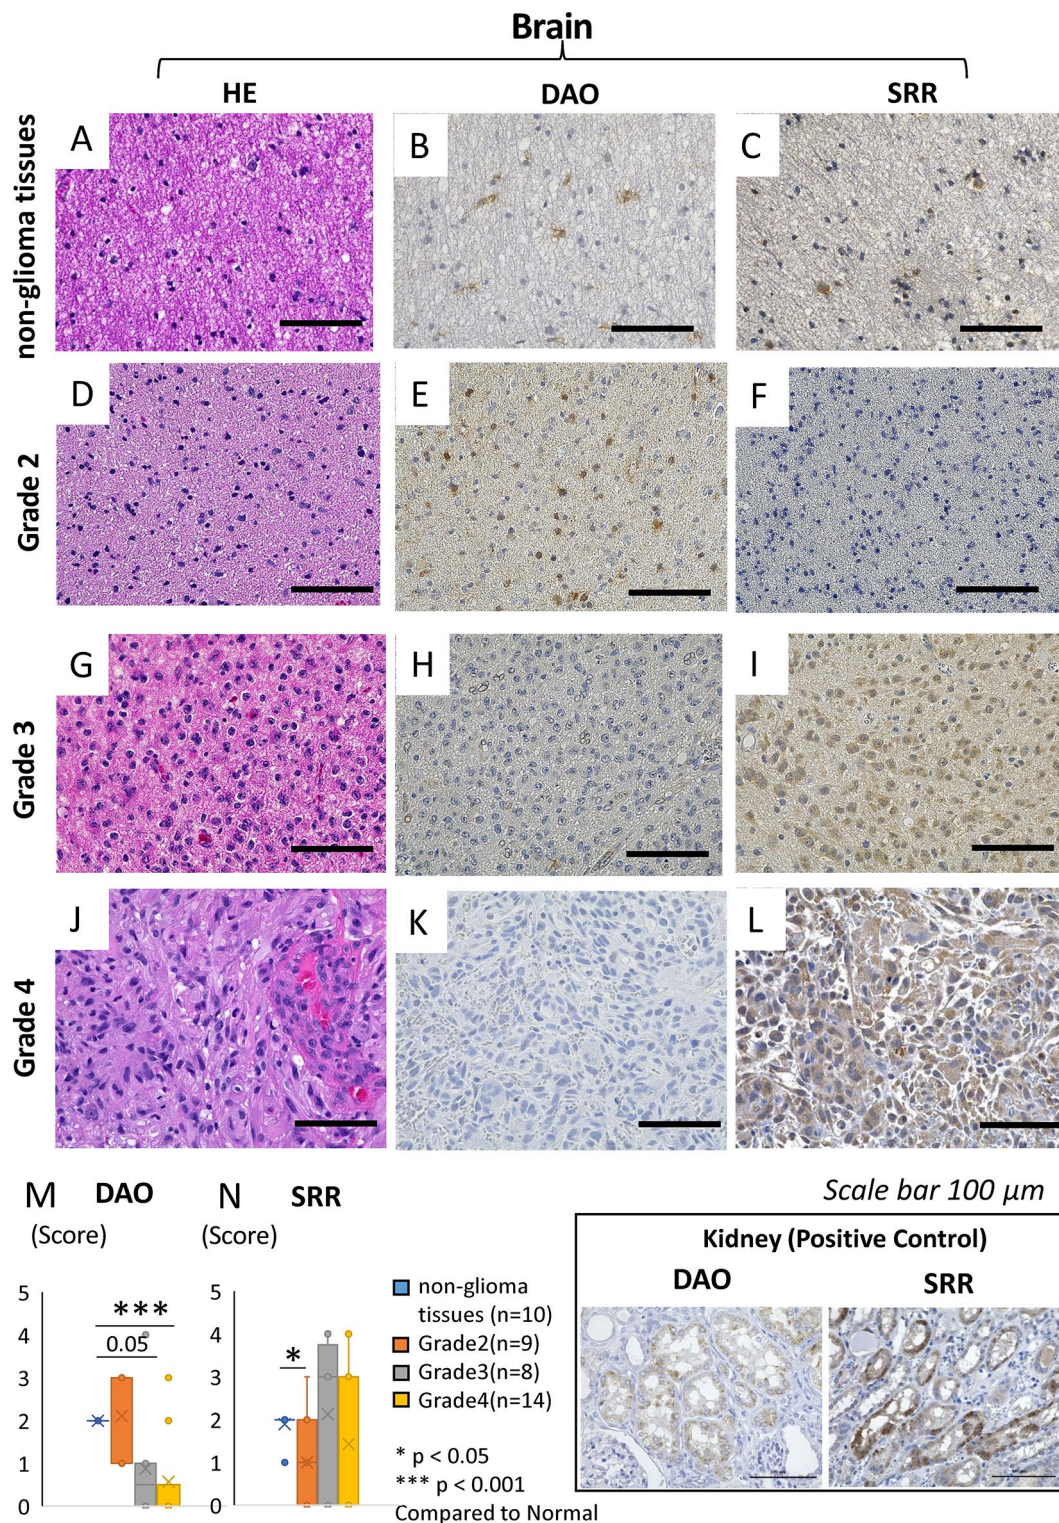 Brain
HE
DAO
SRR
non-glioma tissues
A
B
C
Grade 2
D
E
F
Grade 3
G
H
I
Grade 4
J
K
L
Scale bar 100 μm
M
DAO
(Score)
5
4
3
2
1
0
***
0.05
N
SRR
(Score)
5
4
3
2
1
0
*
non-glioma
tissues (n=10)
Grade2(n=9)
Grade3(n=8)
Grade4(n=14)
* p < 0.05
*** p < 0.001
Compared to Normal
Kidney (Positive Control)
DAO
SRR